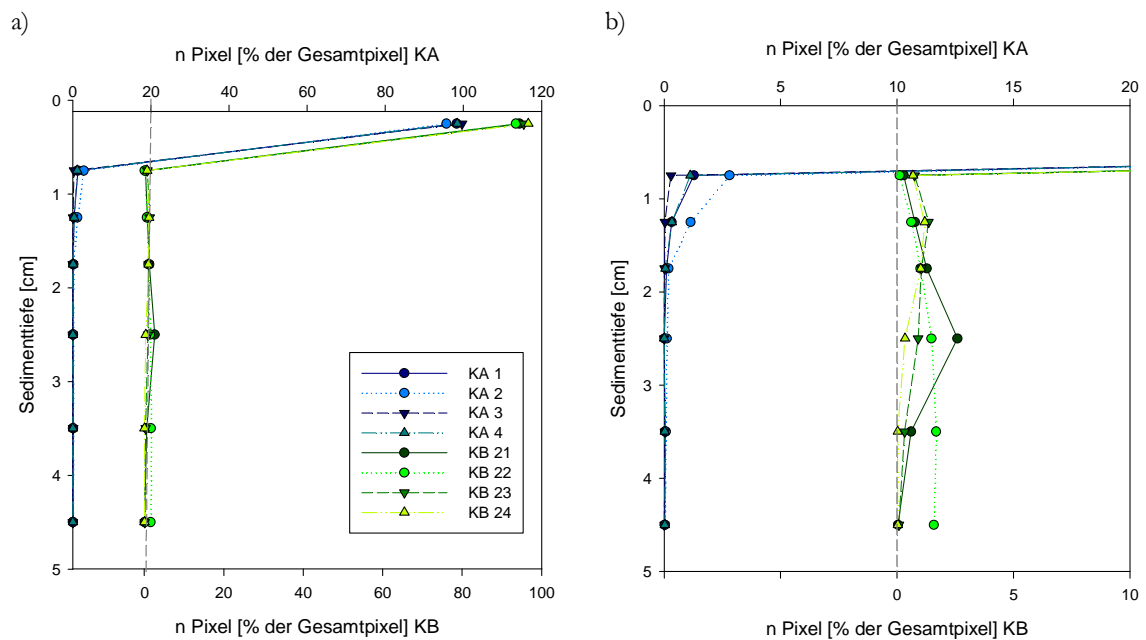 a)
n Pixel [% der Gesamtpixel] KA
0 20 40 60 80 100 120
0
1
2
3
4
5
Sedimenttiefe [cm]
KA 1
KA 2
KA 3
KA 4
KB 21
KB 22
KB 23
KB 24
0 20 40 60 80 100
n Pixel [% der Gesamtpixel] KB
b)
n Pixel [% der Gesamtpixel] KA
0 5 10 15 20
0
1
2
3
4
5
Sedimenttiefe [cm]
0 5 10
n Pixel [% der Gesamtpixel] KB